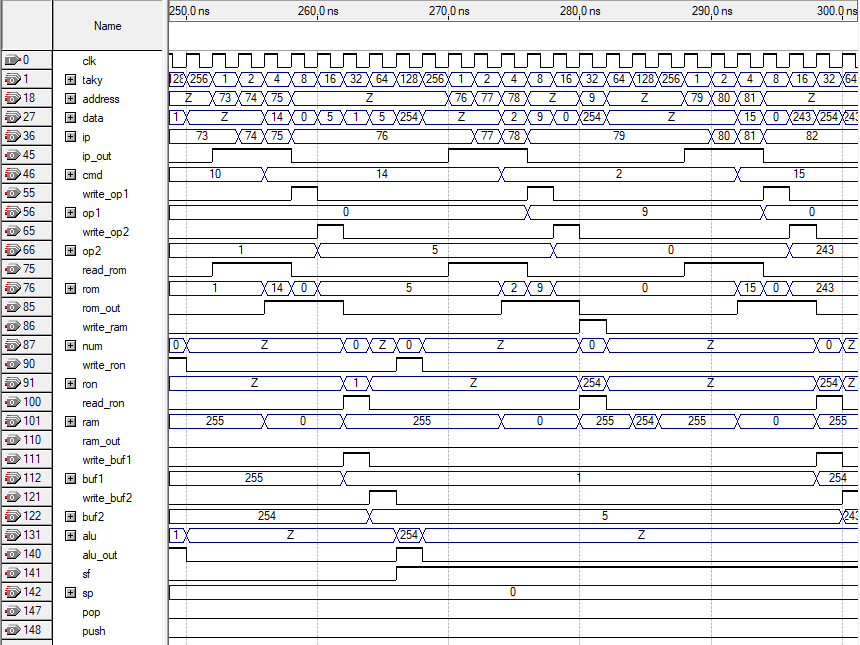 Name 250.0 ns 260.0 ns 270.0 ns 280.0 ns 290.0 ns 300.0 ns
0 clk
1 taky 128 256 1 2 4 8 16 32 64 128 256 1 2 4 8 16 32 64 128 256 1 2 4 8 16 32 64
18 address Z 73 74 75 Z 76 77 78 Z 9 Z 79 80 81 Z
27 data 1 Z 14 0 5 1 5 254 Z 2 9 0 254 Z 15 0 243 254 243
36 ip 73 74 75 76 77 78 79 80 81 82
45 ip_out
46 cmd 10 14 2 15
55 write_op1
56 op1 0 9 0
65 write_op2
66 op2 1 5 0 243
75 read_rom
76 rom 1 14 0 5 2 9 0 15 0 243
85 rom_out
86 write_ram
87 num 0 Z 0 Z 0 Z 0 Z 0 Z
90 write_ron
91 ron Z 1 Z 254 Z 254 Z
100 read_ron
101 ram 255 0 255 0 255 254 255 0 255
110 ram_out
111 write_buf1
112 buf1 255 1 254
121 write_buf2
122 buf2 254 5 243
131 alu 1 Z 254 Z
140 alu_out
141 sf
142 sp 0
147 pop
148 push